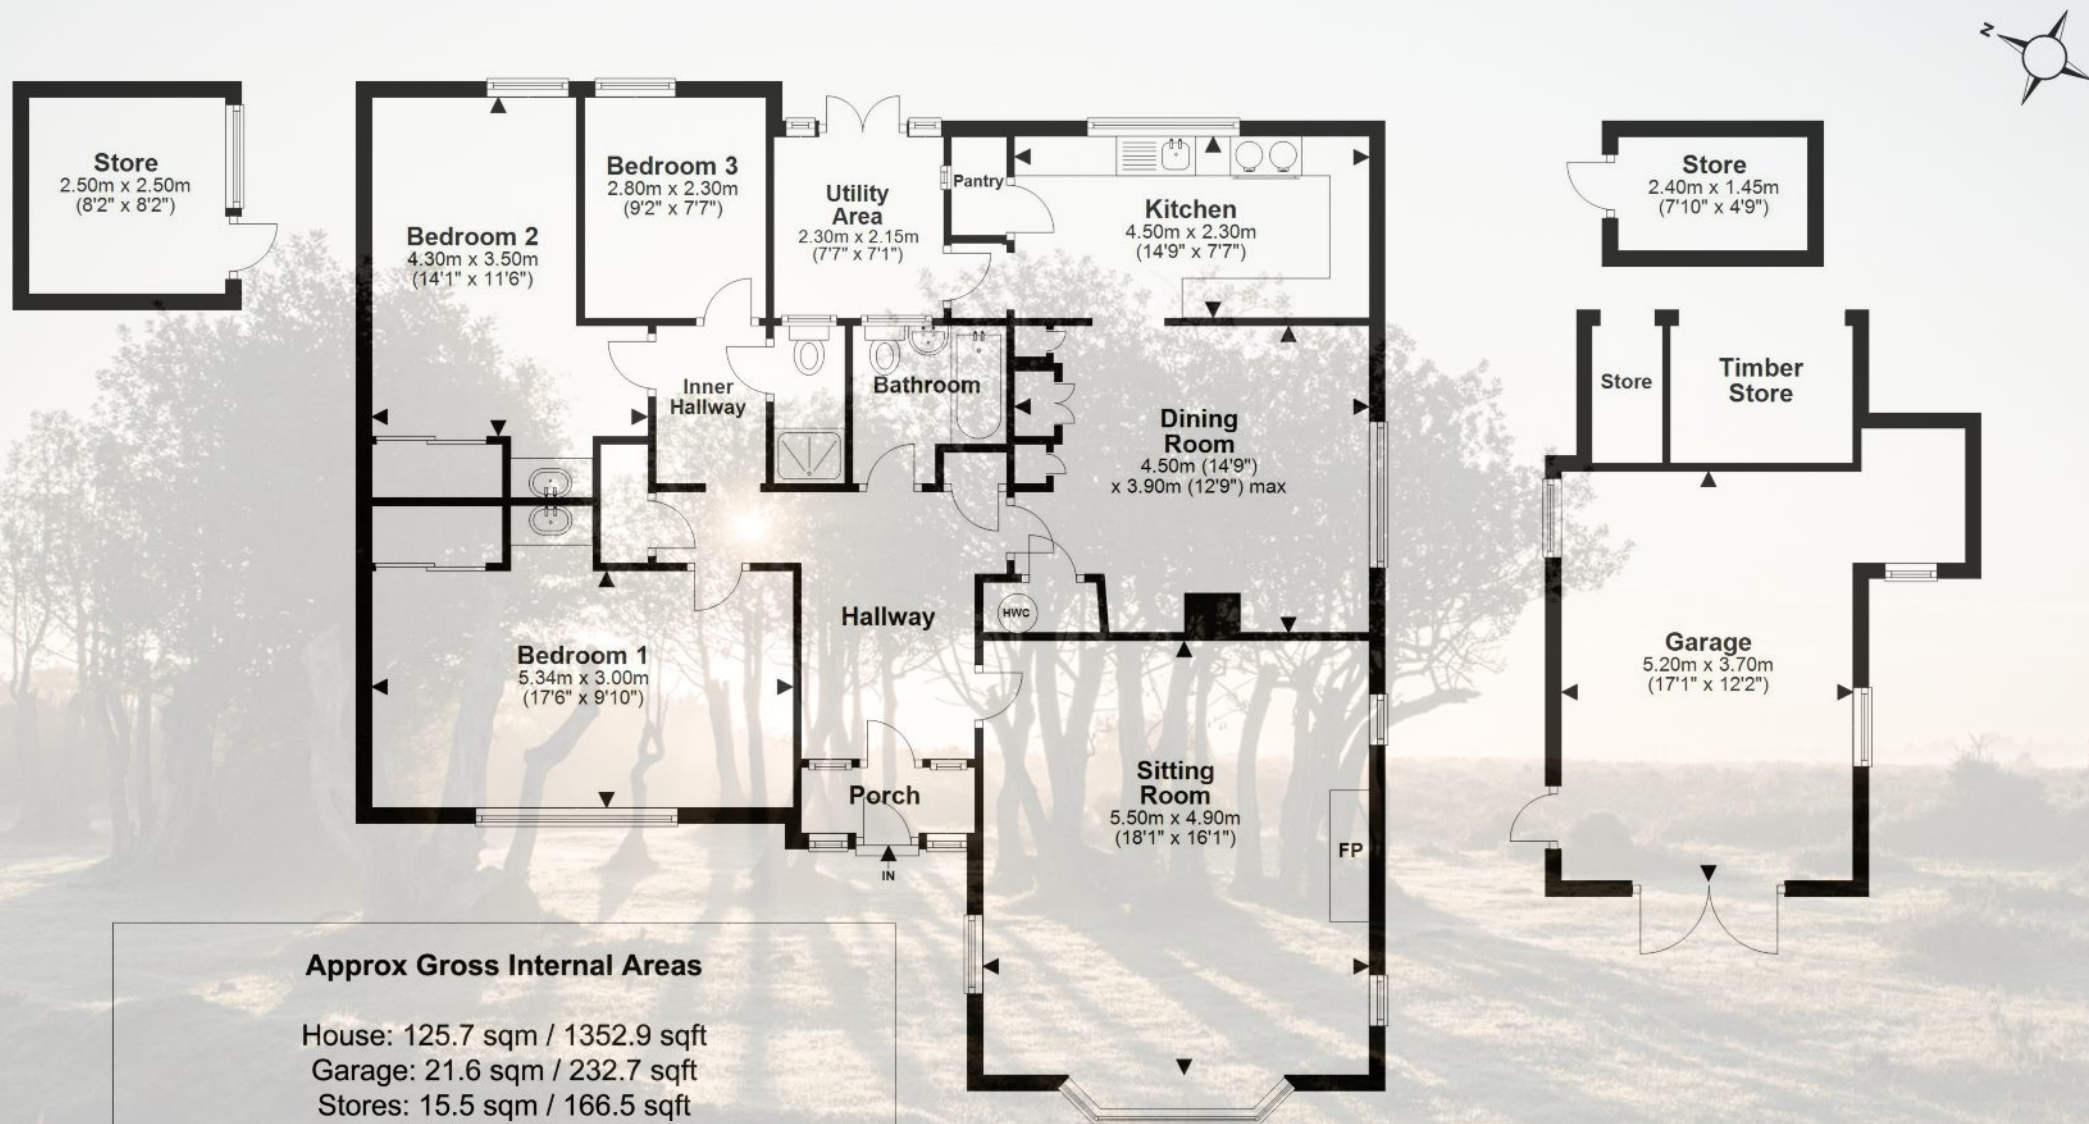 N
Store
2.50m x 2.50m
(8'2" x 8'2")
Bedroom 2
4.30m x 3.50m
(14'1" x 11'6")
Bedroom 3
2.80m x 2.30m
(9'2" x 7'7")
Utility
Area
2.30m x 2.15m
(7'7" x 7'1")
Pantry
Kitchen
4.50m x 2.30m
(14'9" x 7'7")
Store
2.40m x 1.45m
(7'10" x 4'9")
Inner
Hallway
Bathroom
Dining
Room
4.50m (14'9")
x 3.90m (12'9") max
Store
Timber
Store
Hallway
HWC
Bedroom 1
5.34m x 3.00m
(17'6" x 9'10")
Garage
5.20m x 3.70m
(17'1" x 12'2")
Porch
IN
Sitting
Room
5.50m x 4.90m
(18'1" x 16'1")
FP
Approx Gross Internal Areas
House: 125.7 sqm / 1352.9 sqft
Garage: 21.6 sqm / 232.7 sqft
Stores: 15.5 sqm / 166.5 sqft